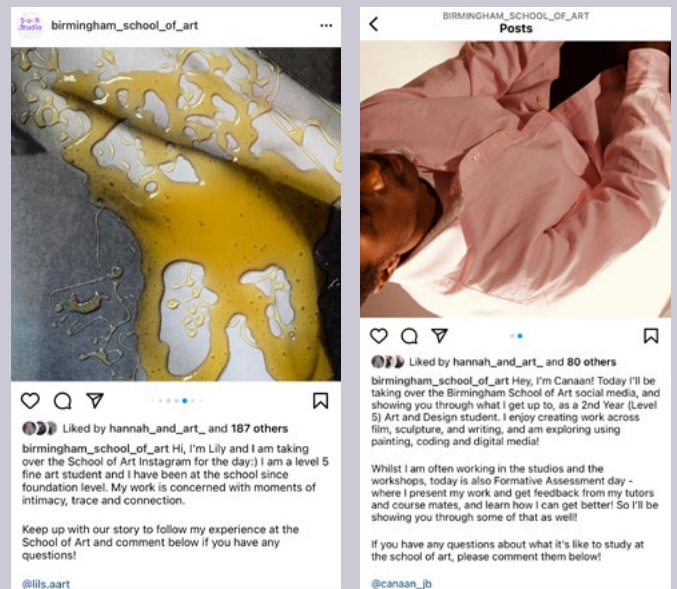 birmingham_school_of_art
Liked by hannah_and_art_ and 187 others
birmingham_school_of_art Hi, I'm Lily and I am taking
over the School of Art Instagram for the day:) I am a level 5
fine art student and I have been at the school since
foundation level. My work is concerned with moments of
intimacy, trace and connection.
Keep up with our story to follow my experience at the
School of Art and comment below if you have any
questions!
@lils.aart
BIRMINGHAM_SCHOOL_OF_ART
Posts
Liked by hannah_and_art_ and 80 others
birmingham_school_of_art Hey, I'm Canaan! Today I'll be
taking over the Birmingham School of Art social media, and
showing you through what I get up to, as a 2nd Year (Level
5) Art and Design student. I enjoy creating work across
film, sculpture, and writing, and am exploring using
painting, coding and digital media!
Whilst I am often working in the studios and the
workshops, today is also Formative Assessment day -
where I present my work and get feedback from my tutors
and course mates, and learn how I can get better! So I'll be
showing you through some of that as well!
If you have any questions about what it's like to study at
the school of art, please comment them below!
@canaan_jb